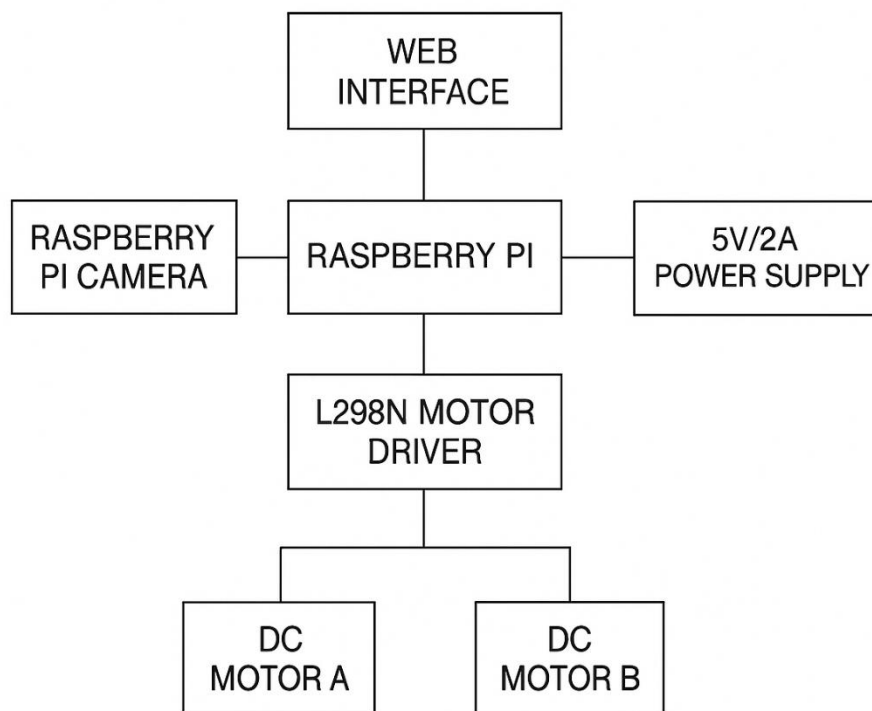 WEB
INTERFACE
RASPBERRY
PI CAMERA
RASPBERRY PI
5V/2A
POWER SUPPLY
L298N MOTOR
DRIVER
DC
MOTOR A
DC
MOTOR B